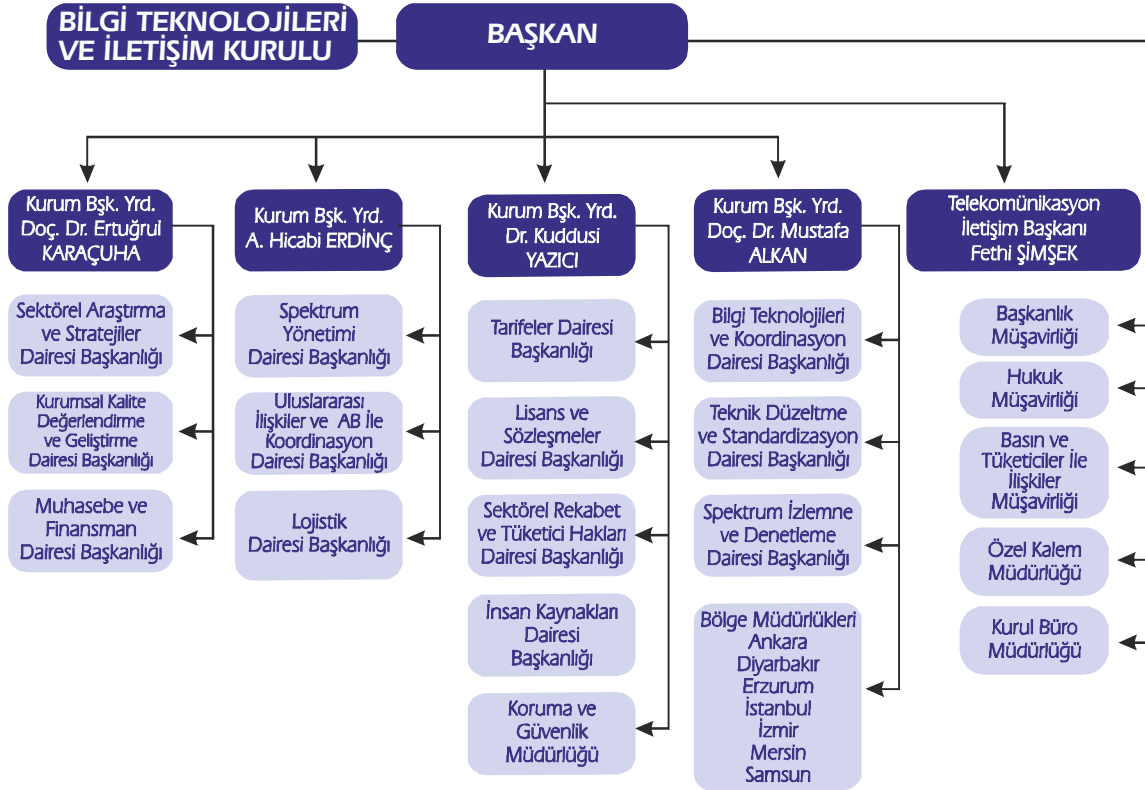 BİLGİ TEKNOLOJİLERİ
VE İLETİŞİM KURULU
BAŞKAN
Kurum Bşk. Yrd.
Doç. Dr. Ertuğrul
KARAÇUHA
Sektörel Araştırma
ve Stratejiler
Dairesi Başkanlığı
Kurumsal Kalite
Değerlendirme
ve Geliştirme
Dairesi Başkanlığı
Muhasebe ve
Finansman
Dairesi Başkanlığı
Kurum Bşk. Yrd.
A. Hicabi ERDİNÇ
Spektrum
Yönetimi
Dairesi Başkanlığı
Uluslararası
İlişkiler ve AB İle
Koordinasyon
Dairesi Başkanlığı
Lojistik
Dairesi Başkanlığı
Kurum Bşk. Yrd.
Dr. Kuddusi
YAZICI
Tarifeler Dairesi
Başkanlığı
Lisans ve
Sözleşmeler
Dairesi Başkanlığı
Sektörel Rekabet
ve Tüketici Hakları
Dairesi Başkanlığı
İnsan Kaynakları
Dairesi
Başkanlığı
Koruma ve
Güvenlik
Müdürlüğü
Kurum Bşk. Yrd.
Doç. Dr. Mustafa
ALKAN
Bilgi Teknolojileri
ve Koordinasyon
Dairesi Başkanlığı
Teknik Düzeltme
ve Standardizasyon
Dairesi Başkanlığı
Spektrum İzlemne
ve Denetleme
Dairesi Başkanlığı
Bölge Müdürlükleri
Ankara
Diyarbakır
Erzurum
İstanbul
İzmir
Mersin
Samsun
Telekomünikasyon
İletişim Başkanı
Fethi ŞİMŞEK
Başkanlık
Müşavirliği
Hukuk
Müşavirliği
Basın ve
Tüketiciler İle
İlişkiler
Müşavirliği
Özel Kalem
Müdürlüğü
Kurul Büro
Müdürlüğü